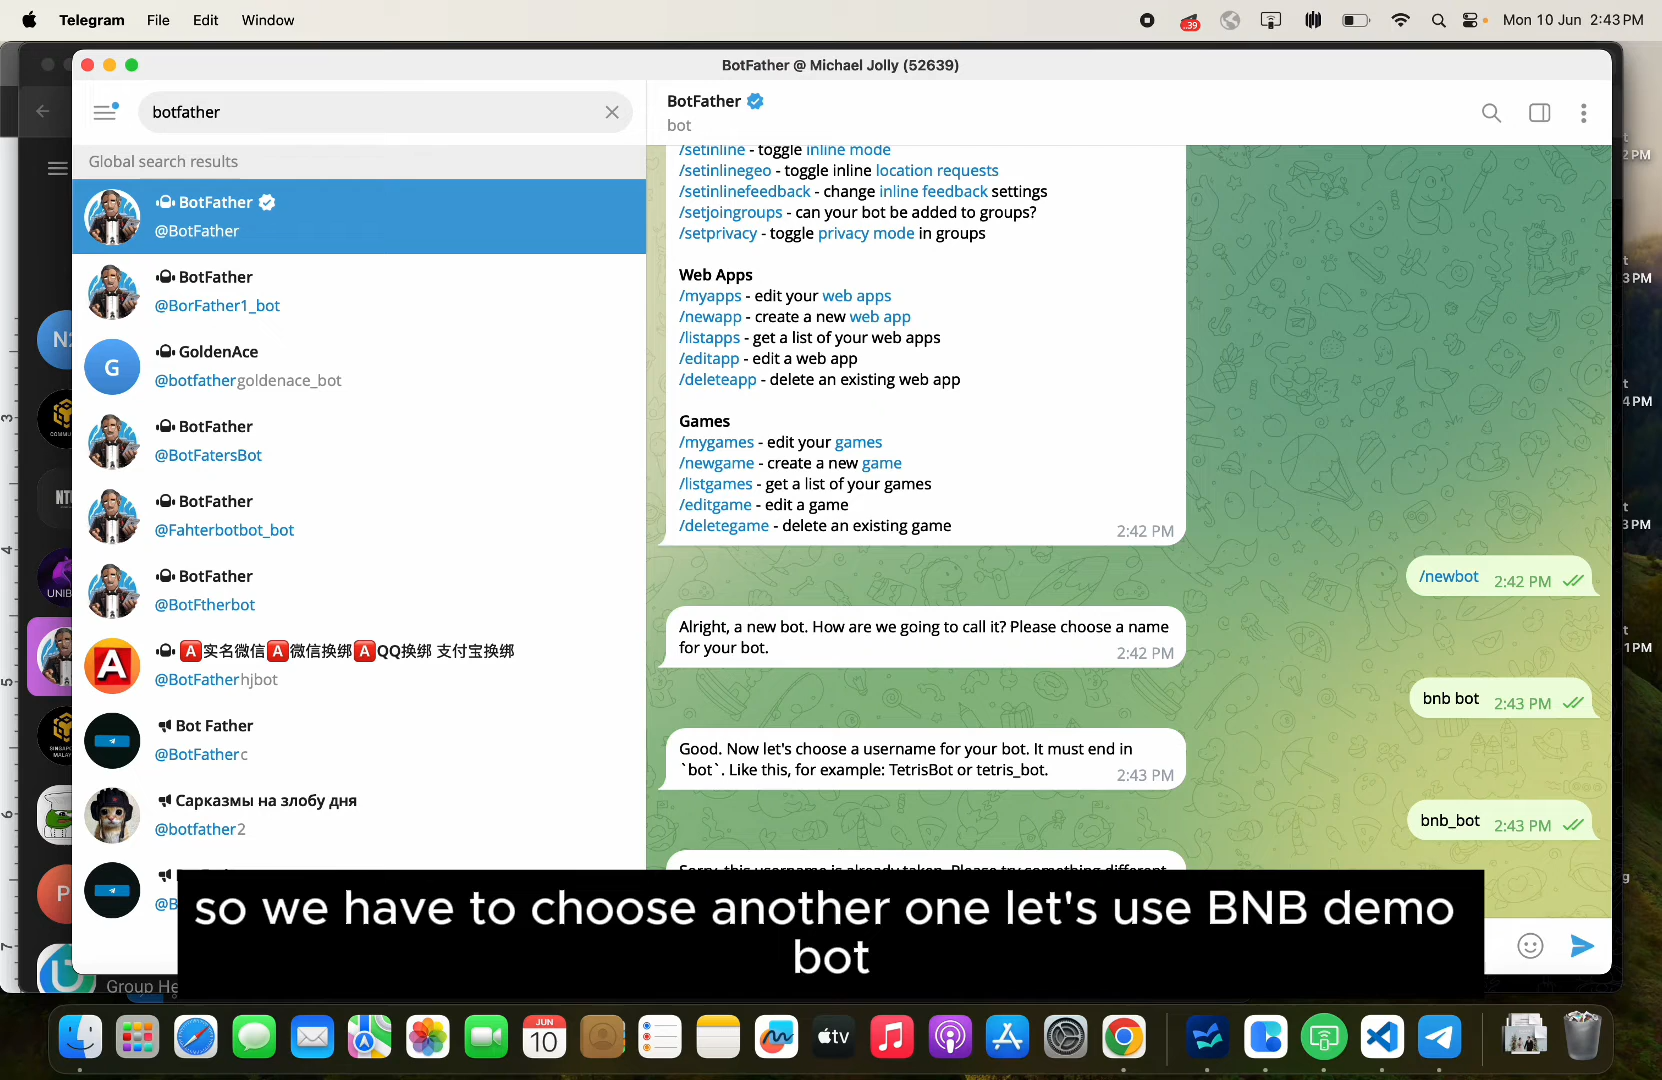 Telegram File Edit Window
39
Mon 10 Jun 2:43PM
BotFather @ Michael Jolly (52639)
botfather
Global search results
BotFather
@BotFather
BotFather
@BorFather1_bot
G
GoldenAce
@botfathergoldenace_bot
BotFather
@BotFatersBot
BotFather
@Fahterbotbot_bot
BotFather
@BotFtherbot
A实名微信A微信换绑AQQ换绑 支付宝换绑
@BotFatherhjbot
Bot Father
@BotFatherc
Сарказмы на злобу дня
@botfather2
BotFather
bot
/setinline - toggle inline mode
/setinlinegeo - toggle inline location requests
/setinlinefeedback - change inline feedback settings
/setjoingroups - can your bot be added to groups?
/setprivacy - toggle privacy mode in groups
Web Apps
/myapps - edit your web apps
/newapp - create a new web app
/listapps - get a list of your web apps
/editapp - edit a web app
/deleteapp - delete an existing web app
Games
/mygames - edit your games
/newgame - create a new game
/listgames - get a list of your games
/editgame - edit a game
/deletegame - delete an existing game
2:42 PM
/newbot 2:42 PM
Alright, a new bot. How are we going to call it? Please choose a name
for your bot.
2:42 PM
bnb bot 2:43 PM
Good. Now let's choose a username for your bot. It must end in
`bot`. Like this, for example: TetrisBot or tetris_bot.
2:43 PM
bnb_bot 2:43 PM
Sorry, this username is already taken. Please try something different.
so we have to choose another one let's use BNB demo
bot
Group He
3
4
5
6
7
JUN
10
tv